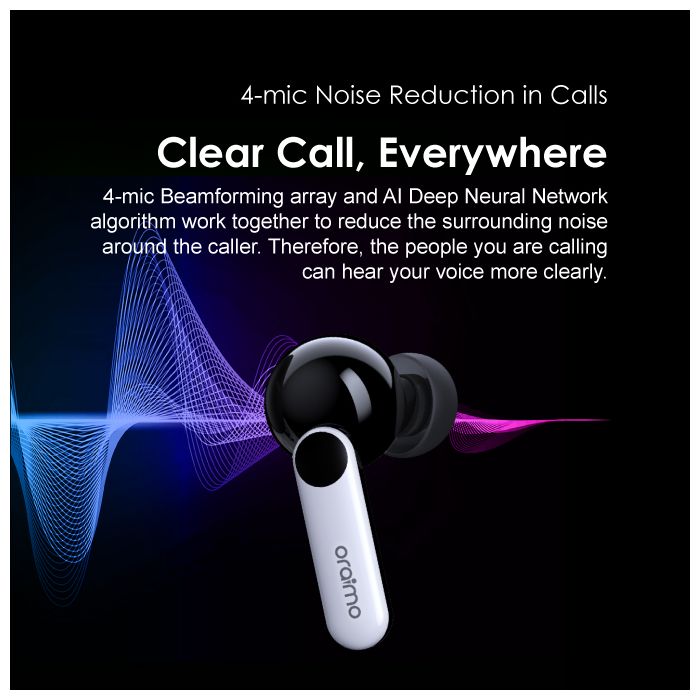 4-mic Noise Reduction in Calls
Clear Call, Everywhere
4-mic Beamforming array and AI Deep Neural Network
algorithm work together to reduce the surrounding noise
around the caller. Therefore, the people you are calling
can hear your voice more clearly.
oraimo